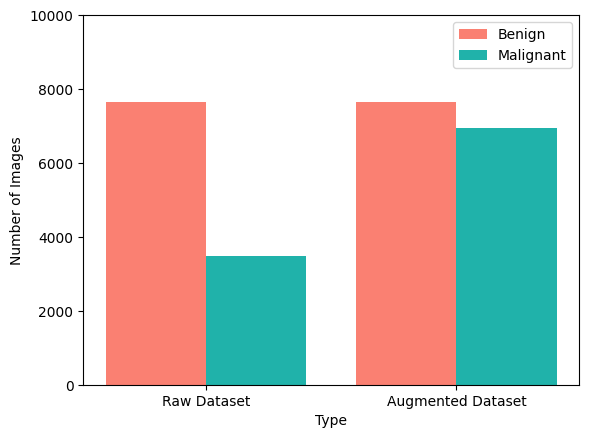 10000
8000
6000
4000
2000
0
Number of Images
Benign
Malignant
Raw Dataset
Augmented Dataset
Type